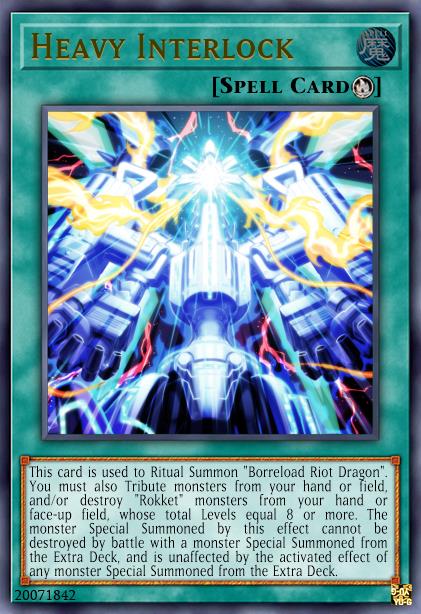 HEAVY INTERLOCK
魔
[SPELL CARD]
This card is used to Ritual Summon "Borreload Riot Dragon".
You must also Tribute monsters from your hand or field,
and/or destroy "Rokket" monsters from your hand or
face-up field, whose total Levels equal 8 or more. The
monster Special Summoned by this effect cannot be
destroyed by battle with a monster Special Summoned from
the Extra Deck, and is unaffected by the activated effect of
any monster Special Summoned from the Extra Deck.
20071842